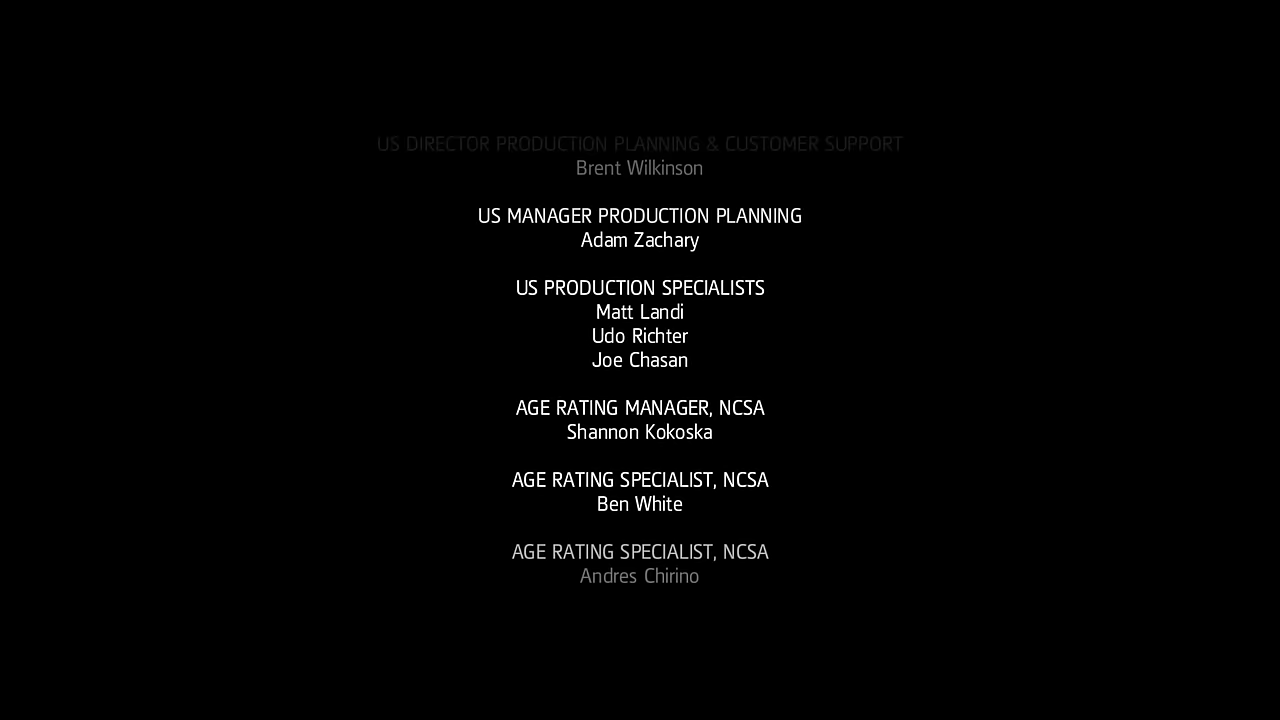 US DIRECTOR PRODUCTION PLANNING & CUSTOMER SUPPORT
Brent Wilkinson
US MANAGER PRODUCTION PLANNING
Adam Zachary
US PRODUCTION SPECIALISTS
Matt Landi
Udo Richter
Joe Chasan
AGE RATING MANAGER, NCSA
Shannon Kokoska
AGE RATING SPECIALIST, NCSA
Ben White
AGE RATING SPECIALIST, NCSA
Andres Chirino